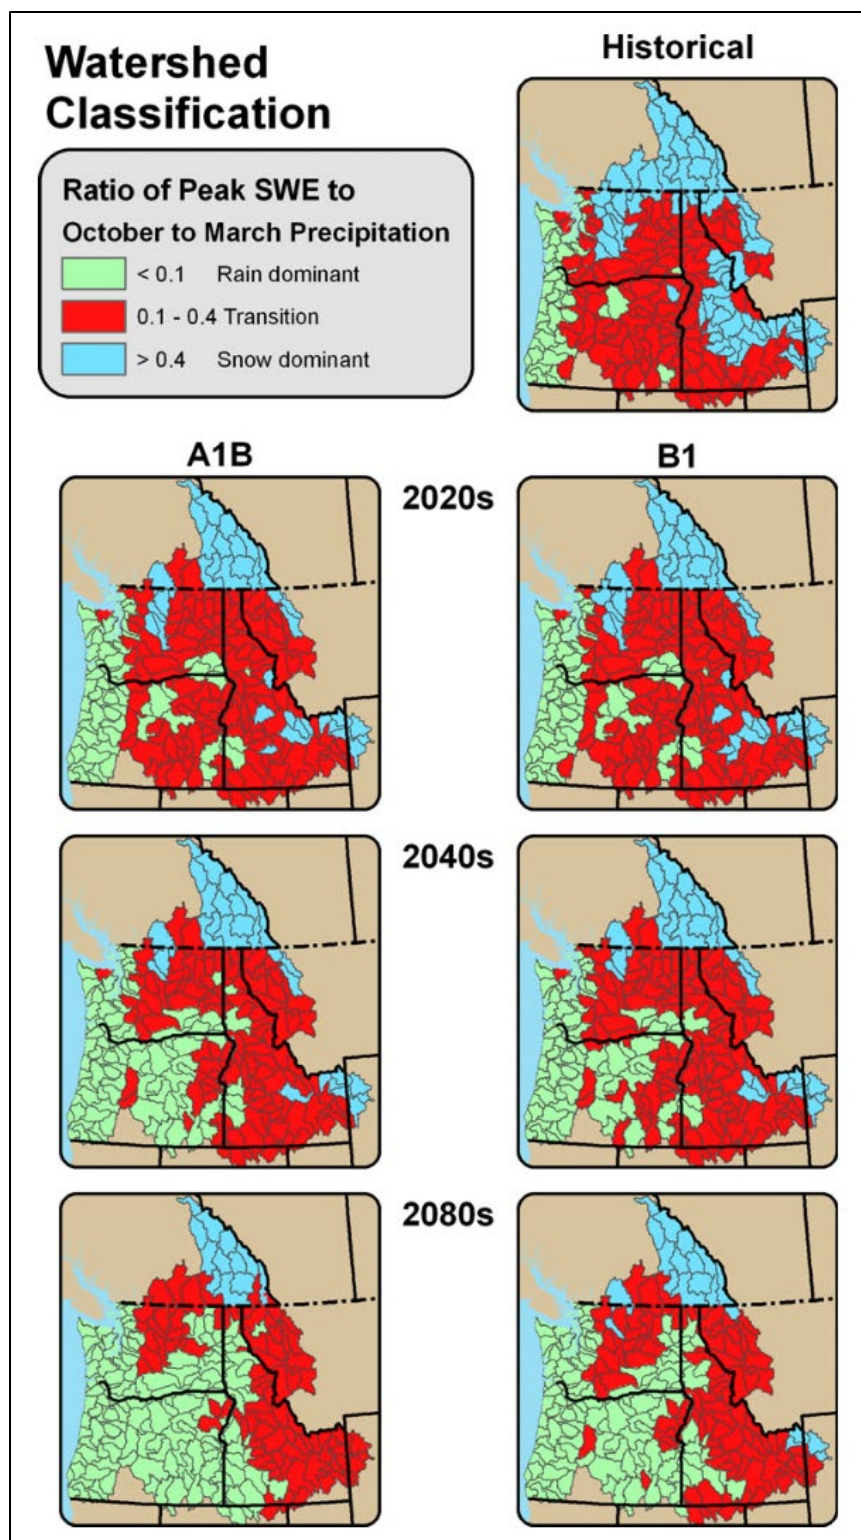 Watershed
Classification
Historical
Ratio of Peak SWE to
October to March Precipitation
< 0.1 Rain dominant
0.1 - 0.4 Transition
> 0.4 Snow dominant
A1B
B1
2020s
2040s
2080s